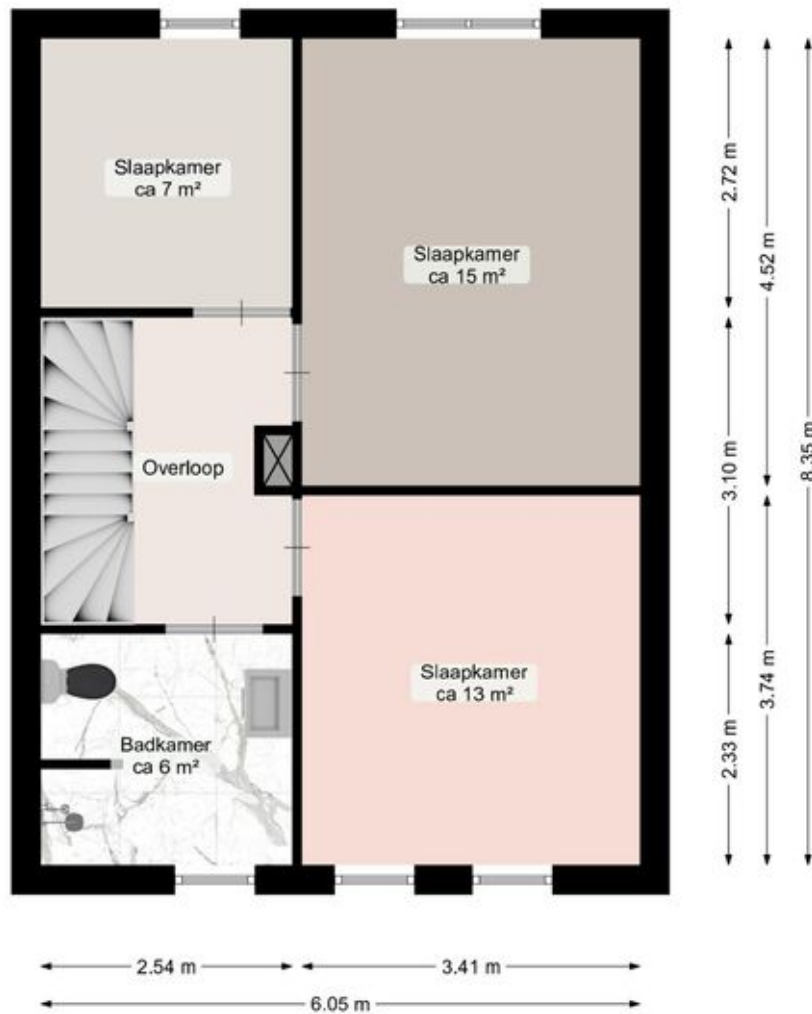 Slaapkamer
ca 7 m²
Slaapkamer
ca 15 m²
Overloop
Slaapkamer
ca 13 m²
Badkamer
ca 6 m²
2.72 m
4.52 m
8.35 m
3.10 m
3.74 m
2.33 m
2.54 m
3.41 m
6.05 m